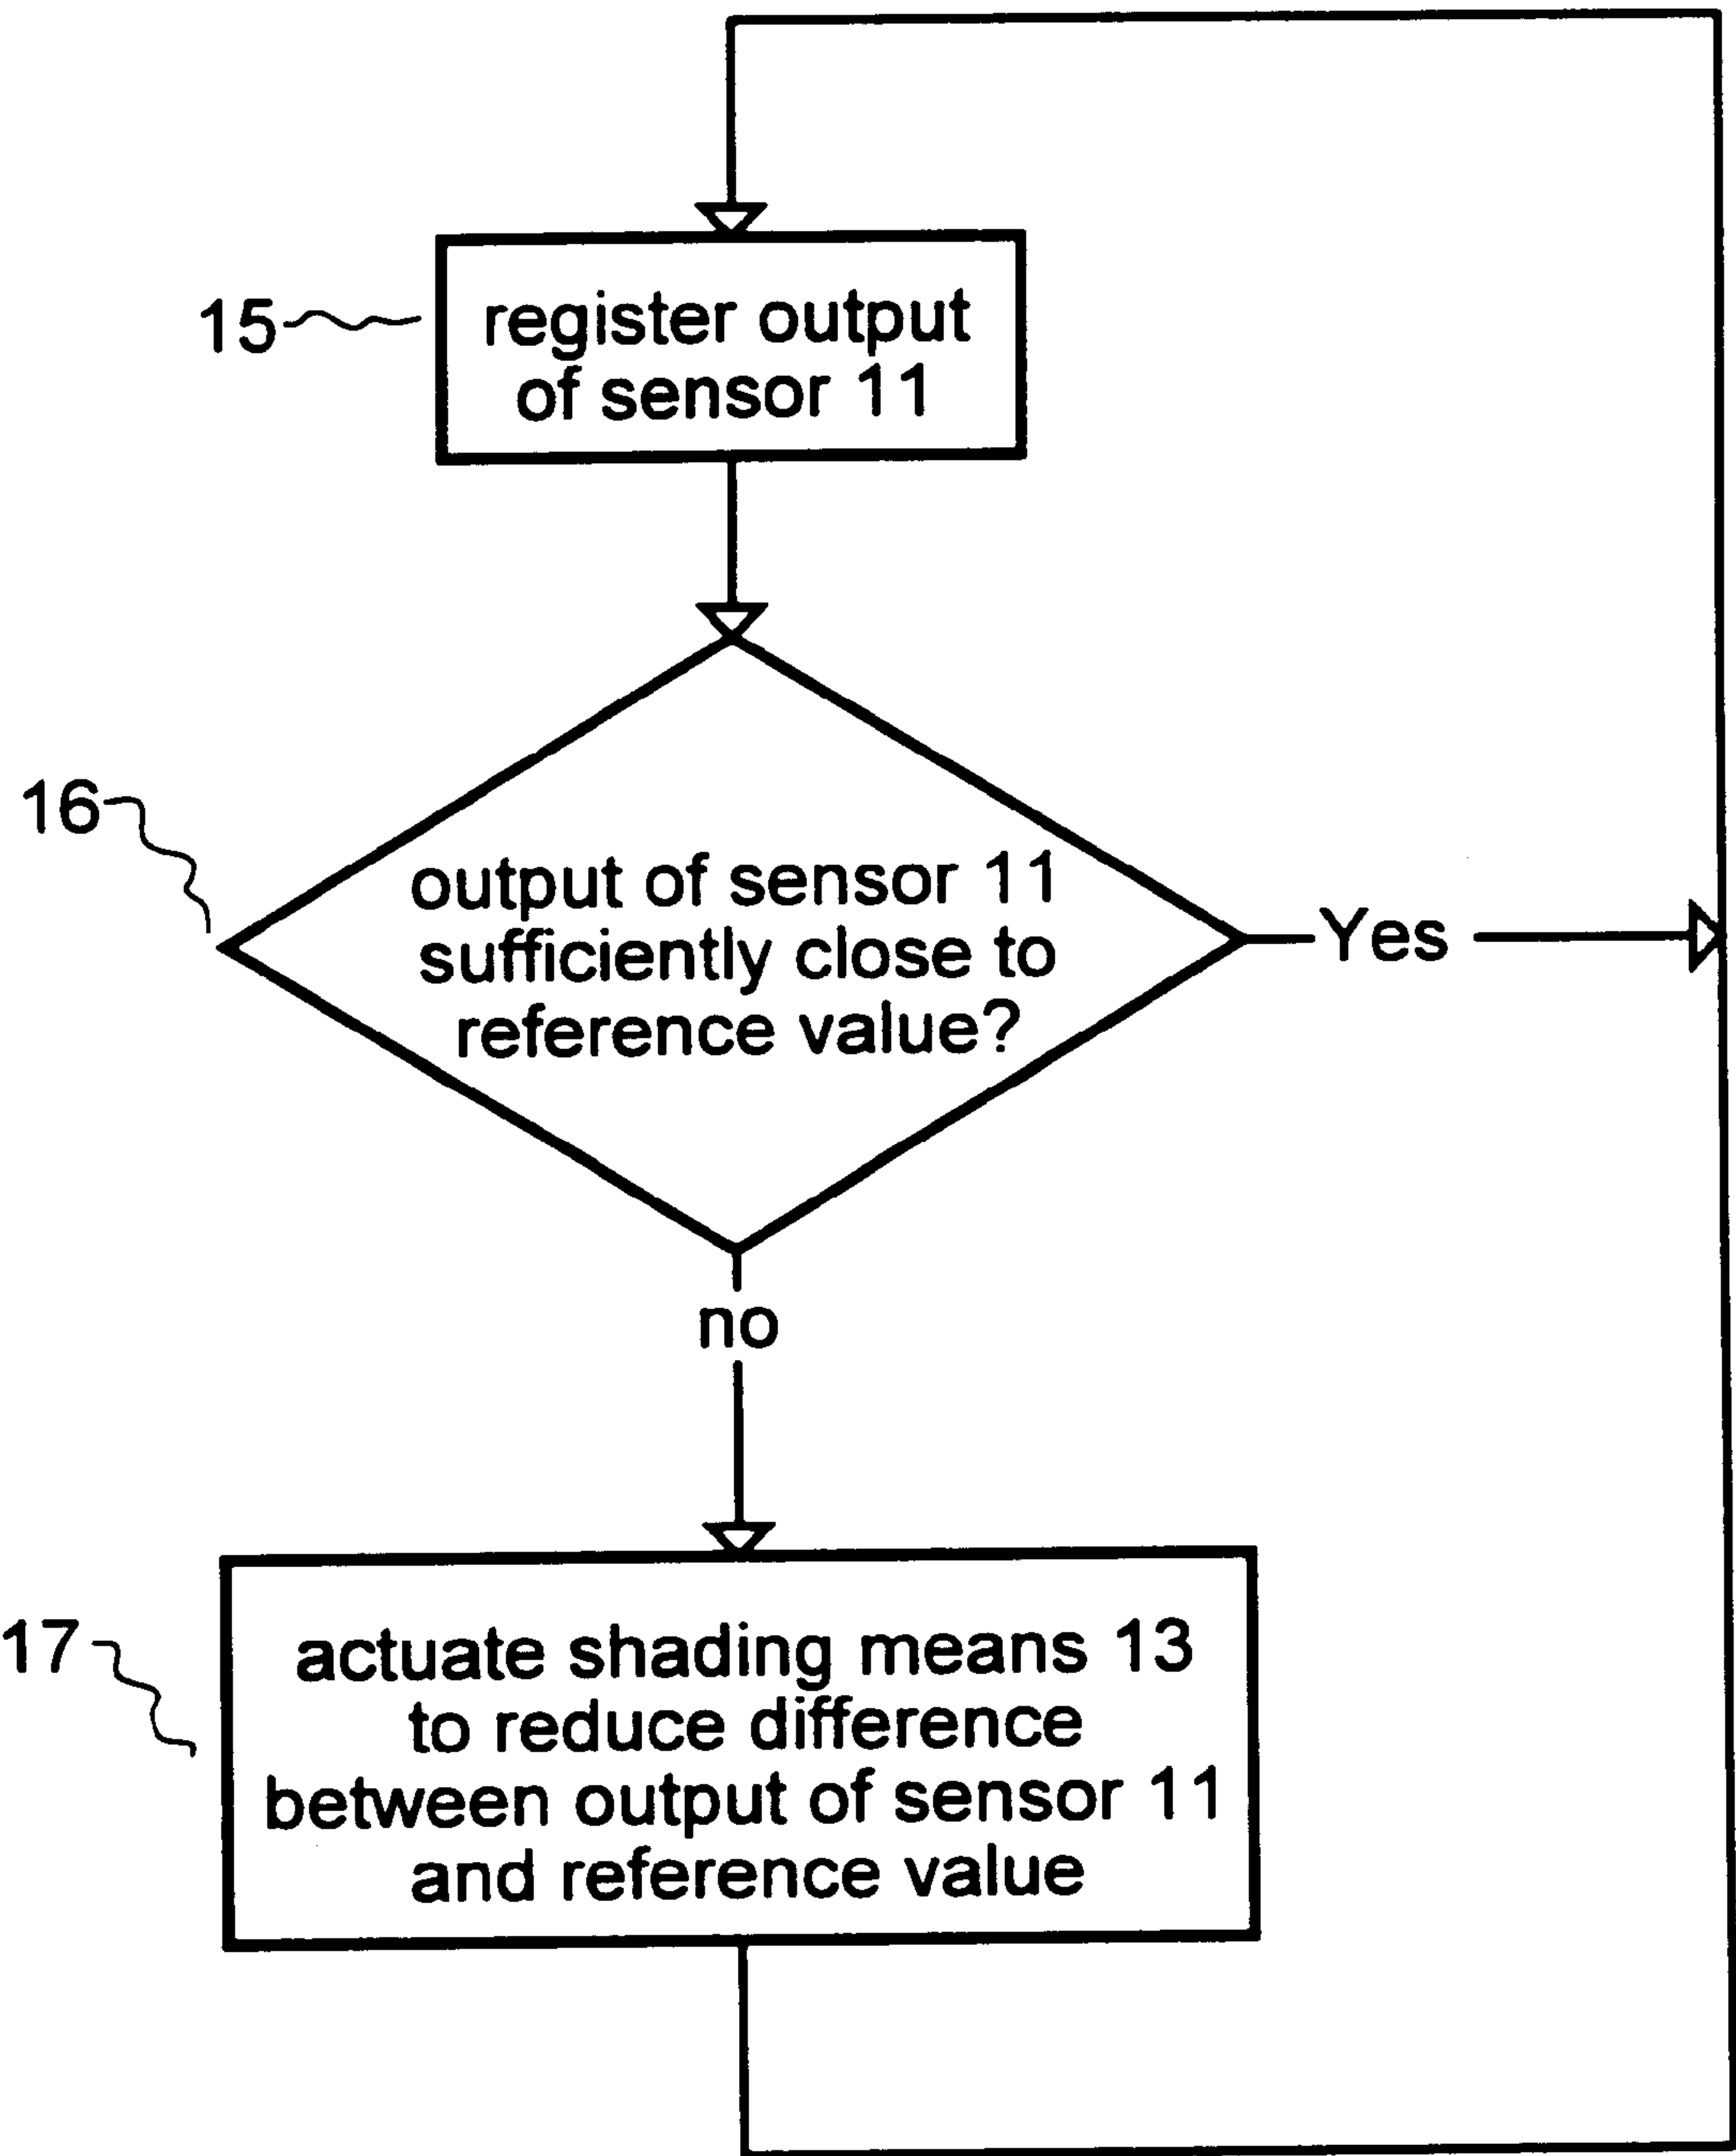 15
register output
of sensor 11
16
output of sensor 11
sufficiently close to
reference value?
Yes
no
17
actuate shading means 13
to reduce difference
between output of sensor 11
and reference value